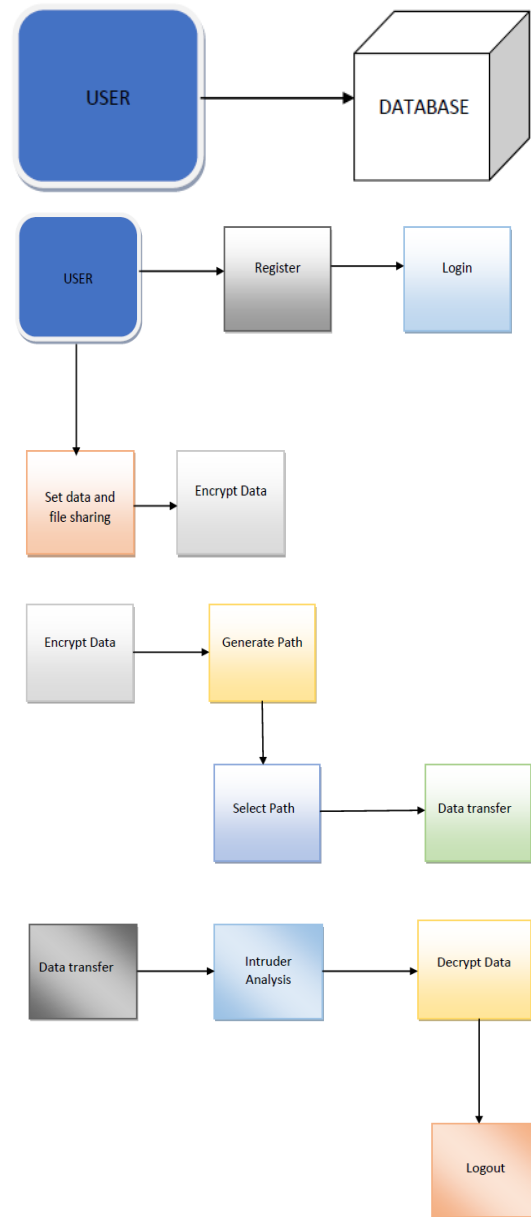 USER
DATABASE
USER
Register
Login
Set data and
file sharing
Encrypt Data
Encrypt Data
Generate Path
Select Path
Data transfer
Data transfer
Intruder
Analysis
Decrypt Data
Logout